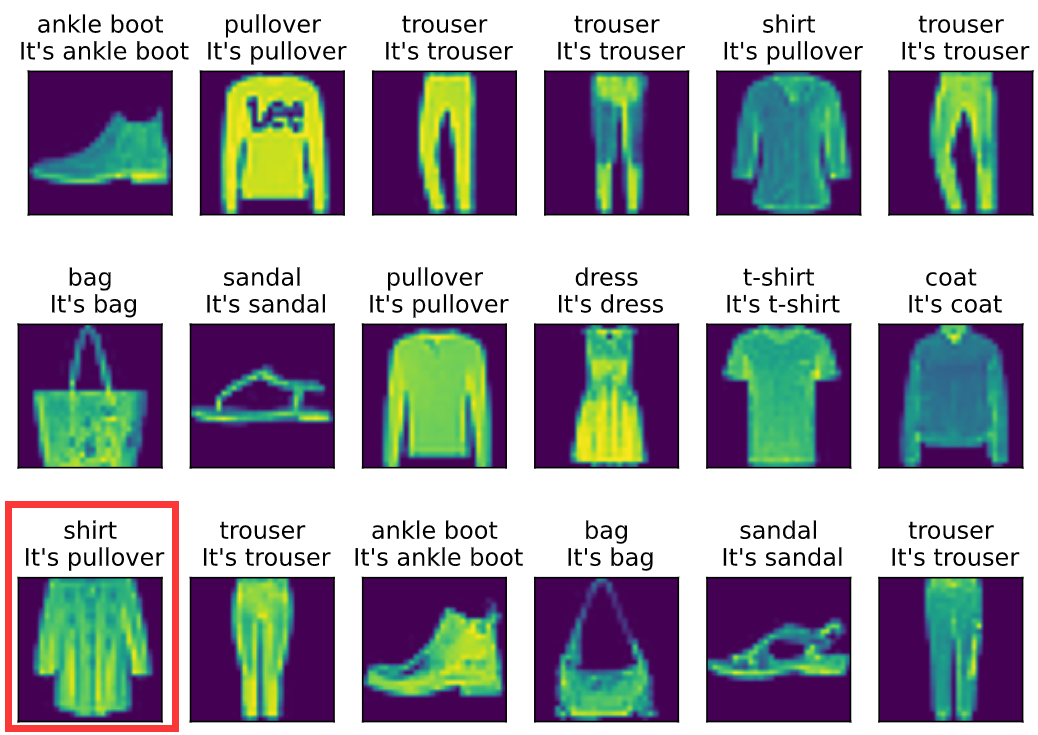 ankle boot pullover trouser trouser shirt trouser
It's ankle boot It's pullover It's trouser It's trouser It's pullover It's trouser
Lee
bag sandal pullover dress t-shirt coat
It's bag It's sandal It's pullover It's dress It's t-shirt It's coat
shirt trouser ankle boot bag sandal trouser
It's pullover It's trouser It's ankle boot It's bag It's sandal It's trouser